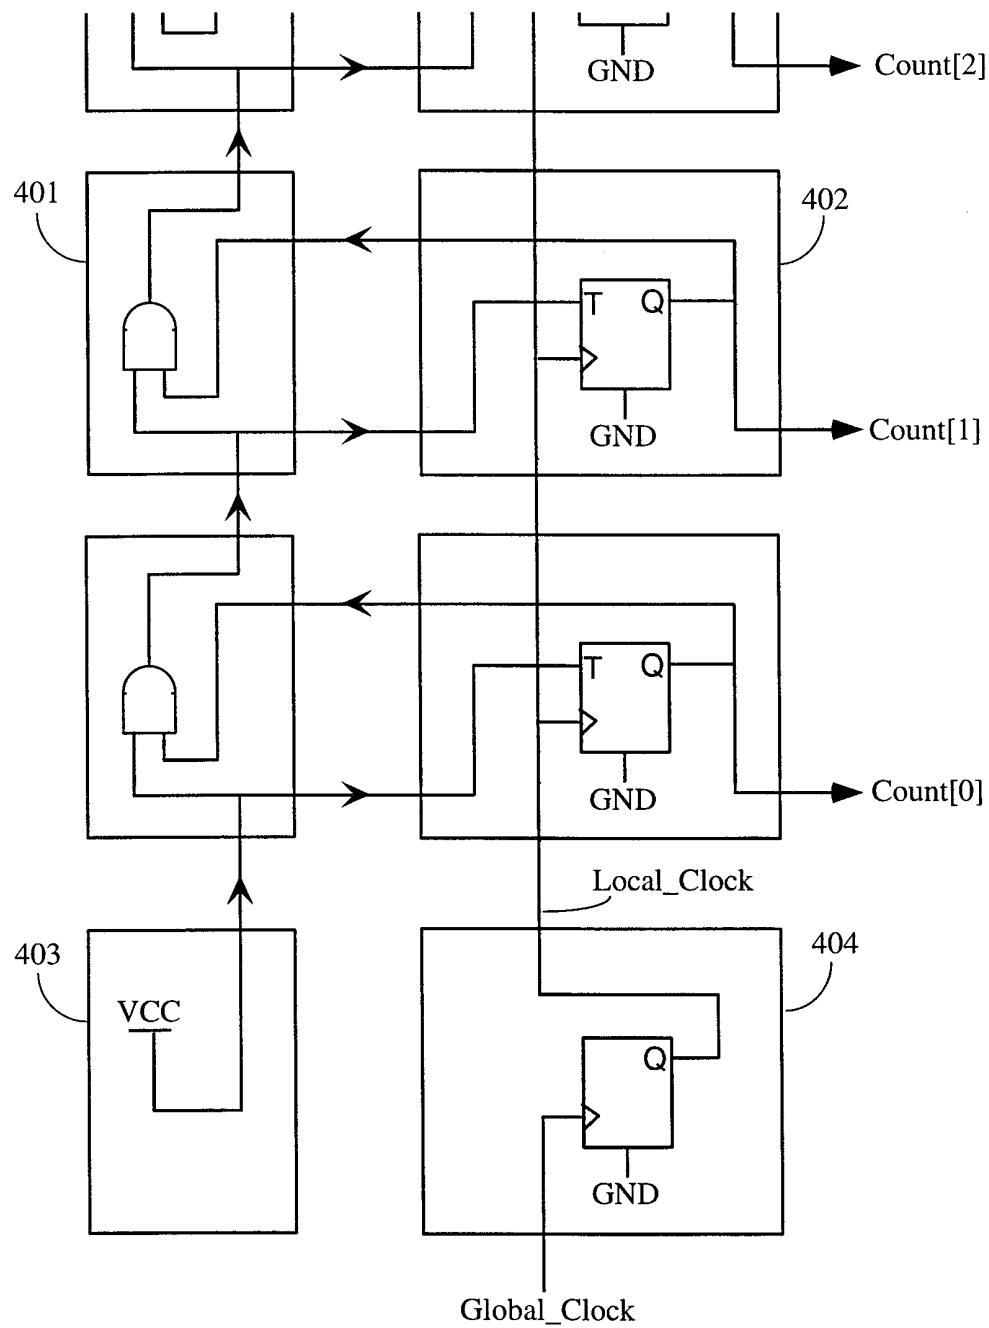 GND
Count[2]
401
402
T Q
GND
Count[1]
T Q
GND
Count[0]
Local_Clock
403
404
VCC
Q
GND
Global_Clock